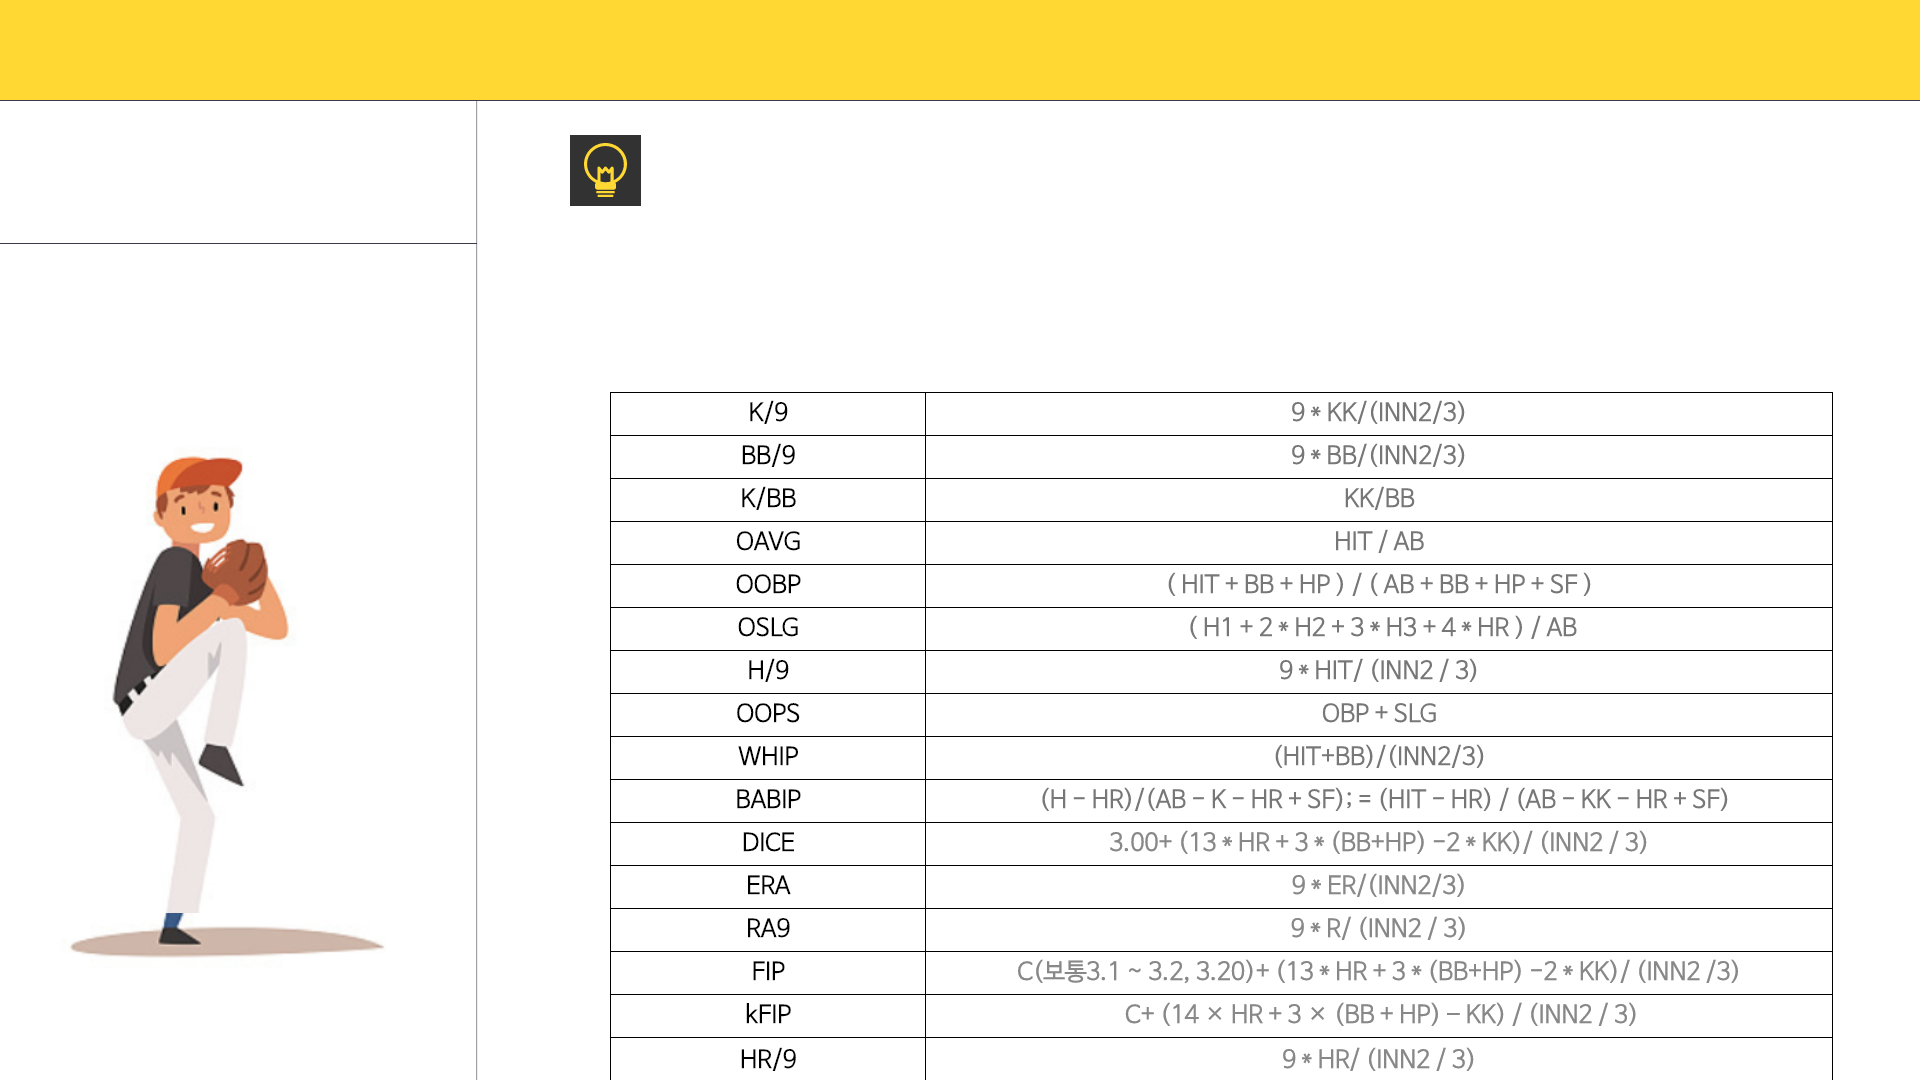 K/9 9 * KK/(INN2/3)
BB/9 9 * BB/(INN2/3)
K/BB KK/BB
OAVG HIT / AB
OOBP ( HIT + BB + HP ) / ( AB + BB + HP + SF )
OSLG ( H1 + 2 * H2 + 3 * H3 + 4 * HR ) / AB
H/9 9 * HIT/ (INN2 / 3)
OOPS OBP + SLG
WHIP (HIT+BB)/(INN2/3)
BABIP (H − HR)/(AB − K − HR + SF); = (HIT − HR) / (AB − KK − HR + SF)
DICE 3.00+ (13 * HR + 3 * (BB+HP) −2 * KK)/ (INN2 / 3)
ERA 9 * ER/(INN2/3)
RA9 9 * R/ (INN2 / 3)
FIP C(보통3.1 ~ 3.2, 3.20)+ (13 * HR + 3 * (BB+HP) −2 * KK)/ (INN2 /3)
kFIP C+ (14 × HR + 3 × (BB + HP) − KK) / (INN2 / 3)
HR/9 9 * HR/ (INN2 / 3)